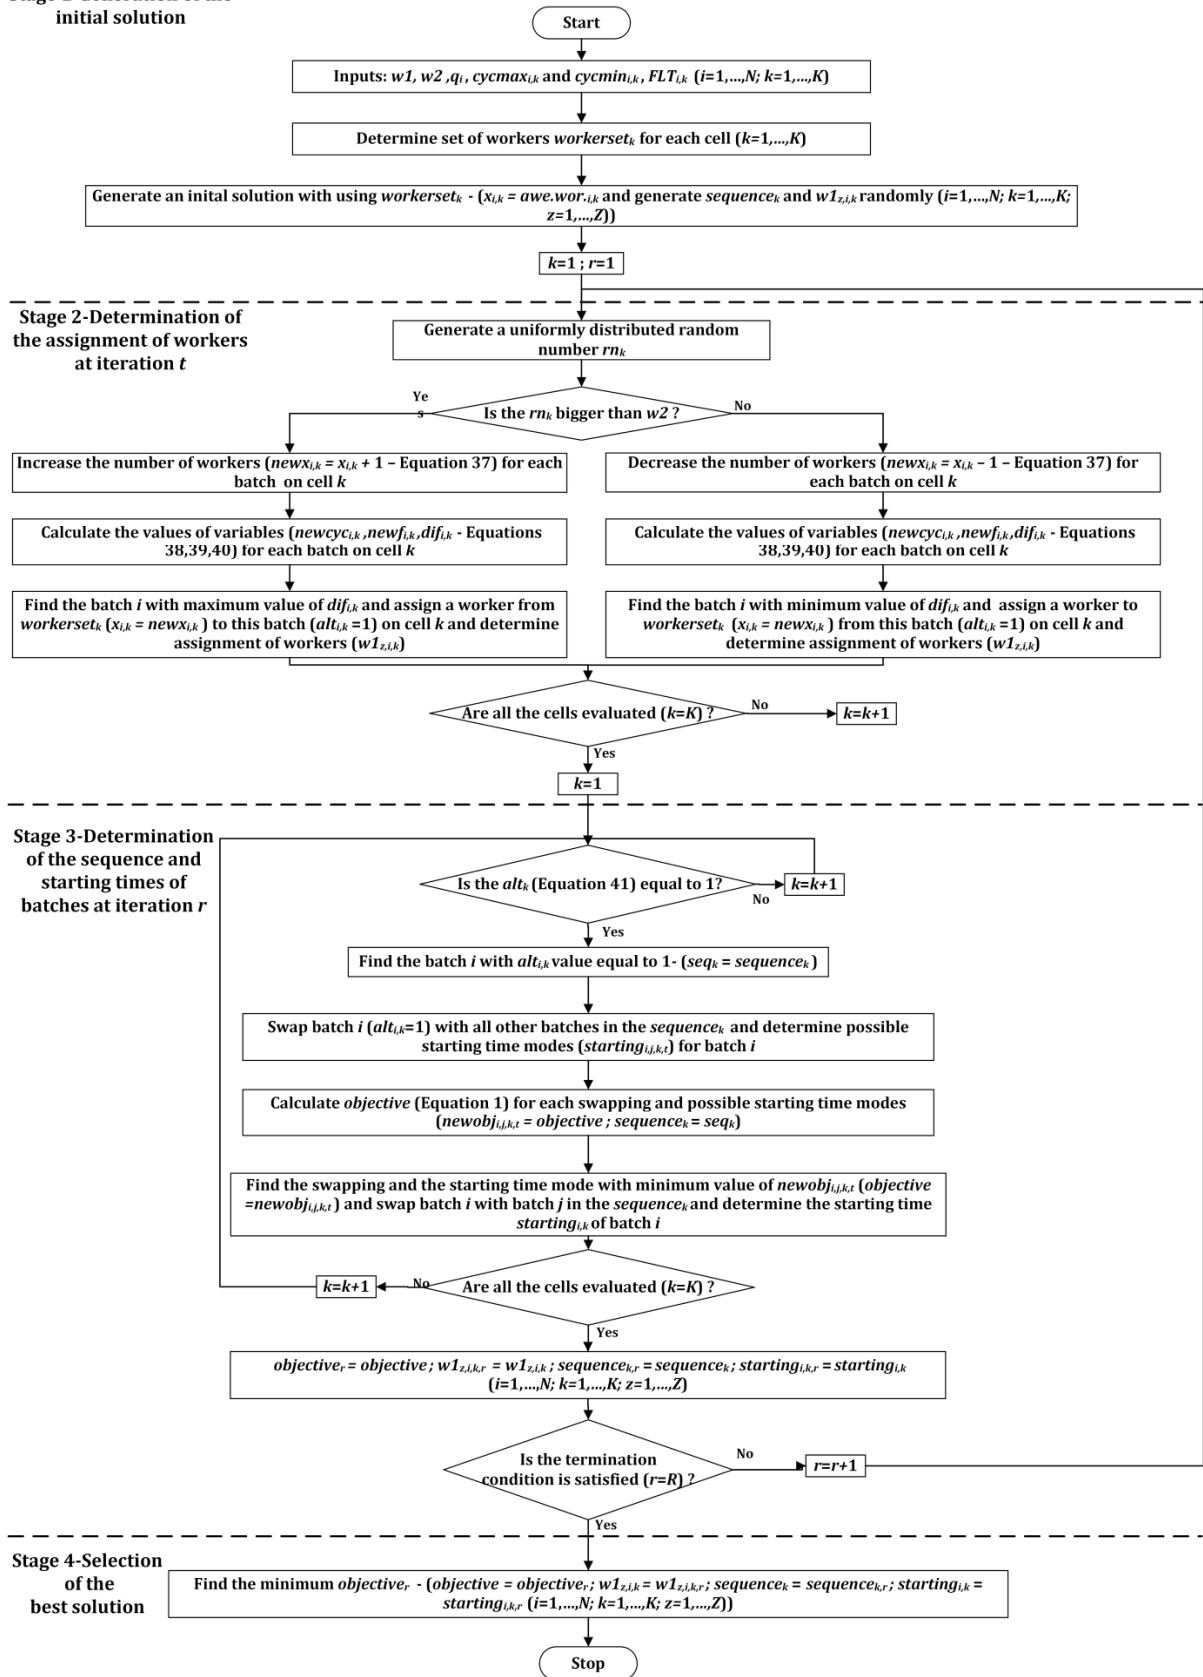 initial solution
Start
Inputs: w1, w2 ,qi, cycmaxi,k and cycmini,k, FLTi,k (i=1,...,N; k=1,...,K)
Determine set of workers workersetk for each cell (k=1,...,K)
Generate an inital solution with using workersetk - (xi,k = awe.wor.i,k and generate sequencek and w1z,i,k randomly (i=1,...,N; k=1,...,K;
z=1,...,Z))
k=1 ; r=1
Stage 2-Determination of
the assignment of workers
at iteration t
Generate a uniformly distributed random
number rnk
Is the rnk bigger than w2 ?
Ye
s
No
Increase the number of workers (newxi,k = xi,k + 1 – Equation 37) for each
batch on cell k
Decrease the number of workers (newxi,k = xi,k – 1 – Equation 37) for
each batch on cell k
Calculate the values of variables (newcyci,k ,newfi,k,difi,k - Equations
38,39,40) for each batch on cell k
Calculate the values of variables (newcyci,k ,newfi,k,difi,k - Equations
38,39,40) for each batch on cell k
Find the batch i with maximum value of difi,k and assign a worker from
workersetk (xi,k = newxi,k ) to this batch (alti,k =1) on cell k and determine
assignment of workers (w1z,i,k)
Find the batch i with minimum value of difi,k and assign a worker to
workersetk (xi,k = newxi,k ) from this batch (alti,k =1) on cell k and
determine assignment of workers (w1z,i,k)
Are all the cells evaluated (k=K) ?
No
k=k+1
Yes
k=1
Stage 3-Determination
of the sequence and
starting times of
batches at iteration r
Is the altk (Equation 41) equal to 1?
No
k=k+1
Yes
Find the batch i with alti,k value equal to 1- (seqk = sequencek )
Swap batch i (alti,k=1) with all other batches in the sequencek and determine possible
starting time modes (startingi,j,k,t) for batch i
Calculate objective (Equation 1) for each swapping and possible starting time modes
(newobji,j,k,t = objective ; sequencek = seqk)
Find the swapping and the starting time mode with minimum value of newobji,j,k,t (objective
=newobji,j,k,t ) and swap batch i with batch j in the sequencek and determine the starting time
startingi,k of batch i
Are all the cells evaluated (k=K) ?
No
k=k+1
Yes
objectiver = objective ; w1z,i,k,r = w1z,i,k ; sequencek,r = sequencek ; startingi,k,r = startingi,k
(i=1,...,N; k=1,...,K; z=1,...,Z)
Is the termination
condition is satisfied (r=R) ?
No
r=r+1
Yes
Stage 4-Selection
of the
best solution
Find the minimum objectiver - (objective = objectiver ; w1z,i,k = w1z,i,k,r ; sequencek = sequencek,r ; startingi,k =
startingi,k,r (i=1,...,N; k=1,...,K; z=1,...,Z))
Stop